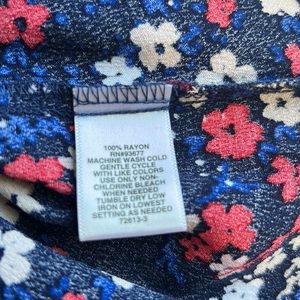 100% RAYON
RN#93677
MACHINE WASH COLD
GENTLE CYCLE
WITH LIKE COLORS
USE ONLY NON-
CHLORINE BLEACH
WHEN NEEDED
TUMBLE DRY LOW
IRON ON LOWEST
SETTING AS NEEDED
72613-3